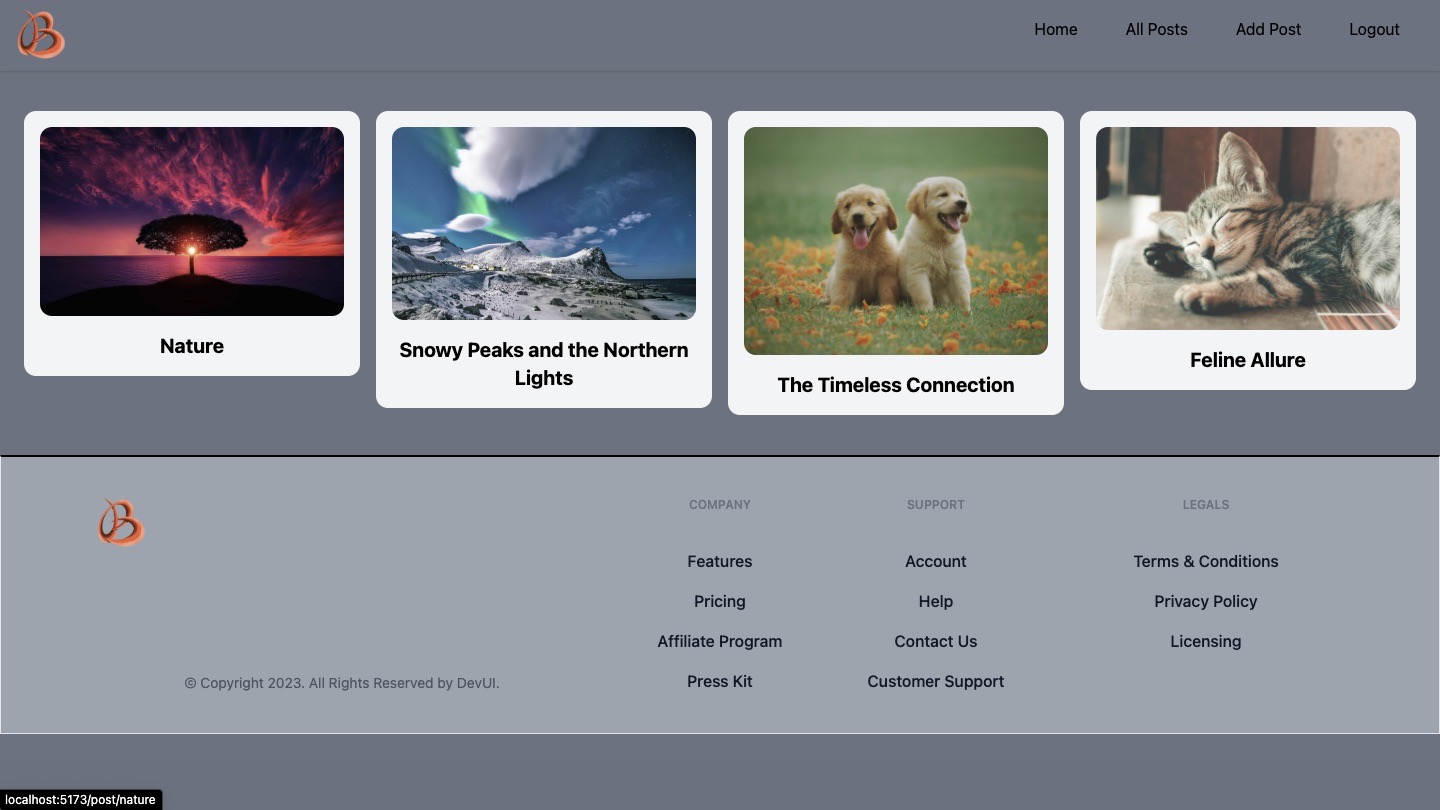 Home
All Posts
Add Post
Logout
Nature
Snowy Peaks and the Northern
Lights
The Timeless Connection
Feline Allure
© Copyright 2023. All Rights Reserved by DevUI.
COMPANY
Features
Pricing
Affiliate Program
Press Kit
SUPPORT
Account
Help
Contact Us
Customer Support
LEGALS
Terms & Conditions
Privacy Policy
Licensing
localhost:5173/post/nature